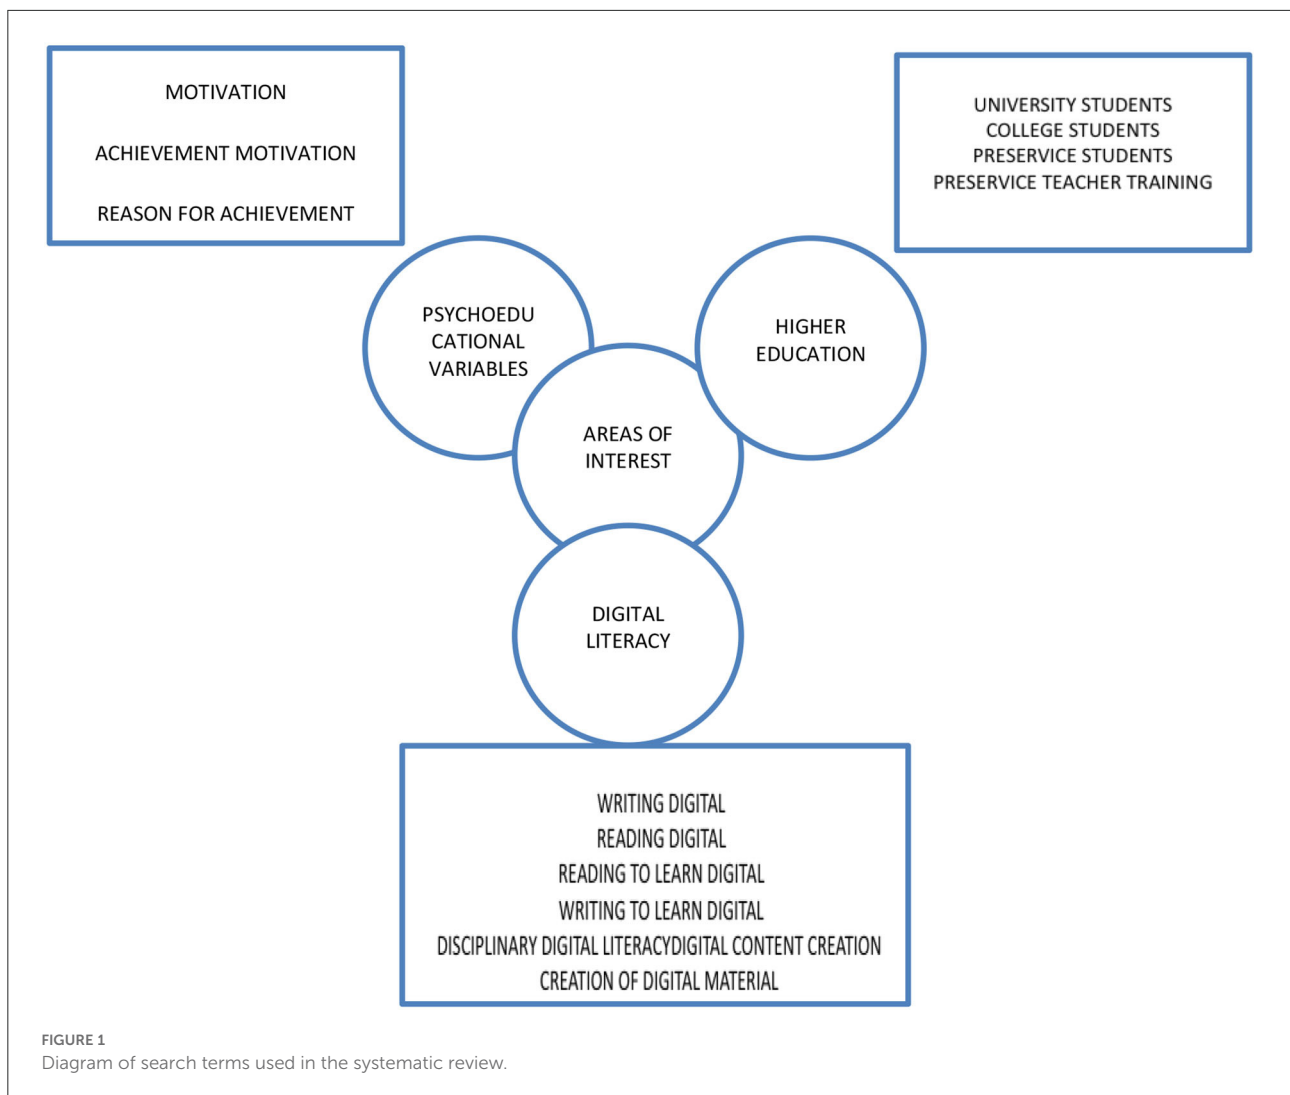 MOTIVATION
ACHIEVEMENT MOTIVATION
REASON FOR ACHIEVEMENT
UNIVERSITY STUDENTS
COLLEGE STUDENTS
PRESERVICE STUDENTS
PRESERVICE TEACHER TRAINING
PSYCHOEDU
CATIONAL
VARIABLES
HIGHER
EDUCATION
AREAS OF
INTEREST
DIGITAL
LITERACY
WRITING DIGITAL
READING DIGITAL
READING TO LEARN DIGITAL
WRITING TO LEARN DIGITAL
DISCIPLINARY DIGITAL LITERACYDIGITAL CONTENT CREATION
CREATION OF DIGITAL MATERIAL
FIGURE 1
Diagram of search terms used in the systematic review.